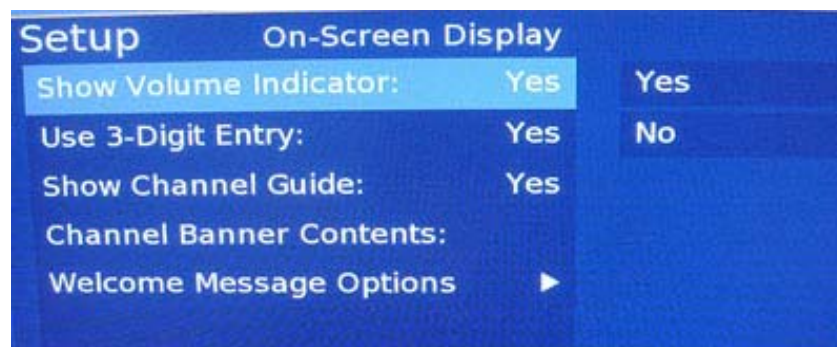 Setup On-Screen Display
Show Volume Indicator: Yes Yes
Use 3-Digit Entry: Yes No
Show Channel Guide: Yes
Channel Banner Contents:
Welcome Message Options ►